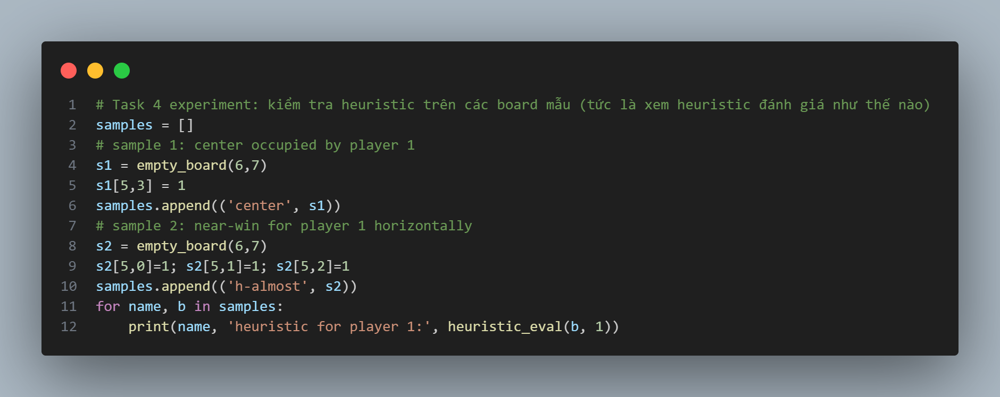 1 # Task 4 experiment: kiểm tra heuristic trên các board mẫu (tức là xem heuristic đánh giá như thế nào)
2 samples = []
3 # sample 1: center occupied by player 1
4 s1 = empty_board(6,7)
5 s1[5,3] = 1
6 samples.append(('center', s1))
7 # sample 2: near-win for player 1 horizontally
8 s2 = empty_board(6,7)
9 s2[5,0]=1; s2[5,1]=1; s2[5,2]=1
10 samples.append(('h-almost', s2))
11 for name, b in samples:
12     print(name, 'heuristic for player 1:', heuristic_eval(b, 1))